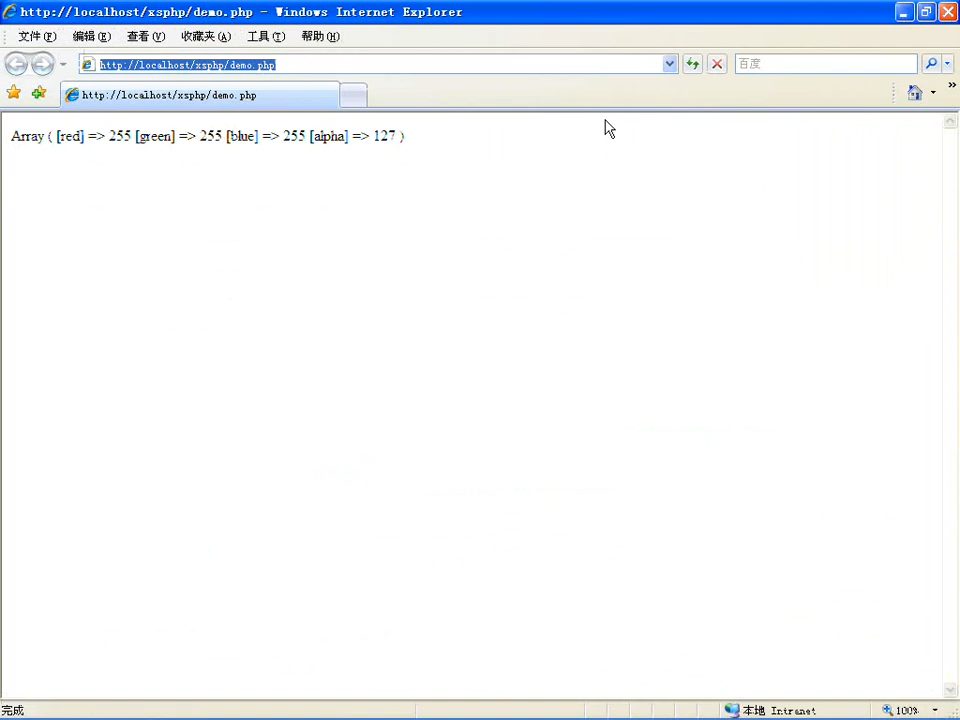 http://localhost/xsphp/demo.php - Windows Internet Explorer
文件(F) 编辑(E) 查看(V) 收藏夹(A) 工具(T) 帮助(H)
http://localhost/xsphp/demo.php 百度
http://localhost/xsphp/demo.php
Array ( [red] => 255 [green] => 255 [blue] => 255 [alpha] => 127 )
完成 本地 Intranet 100%